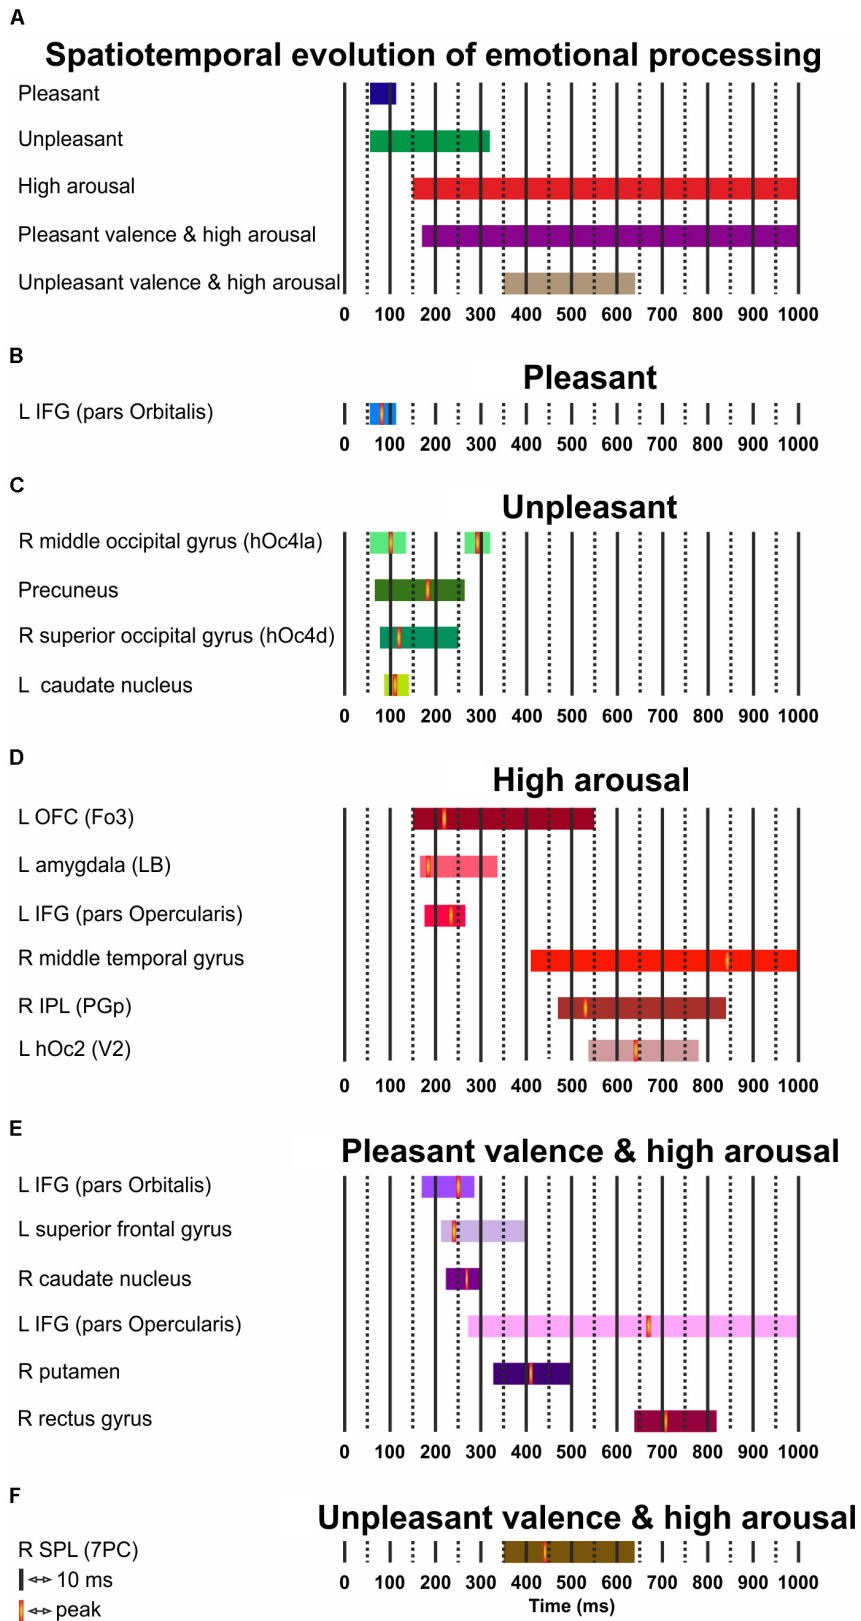 A
Spatiotemporal evolution of emotional processing
Pleasant
Unpleasant
High arousal
Pleasant valence & high arousal
Unpleasant valence & high arousal
0 100 200 300 400 500 600 700 800 900 1000
B
Pleasant
L IFG (pars Orbitalis)
0 100 200 300 400 500 600 700 800 900 1000
C
Unpleasant
R middle occipital gyrus (hOc4la)
Precuneus
R superior occipital gyrus (hOc4d)
L caudate nucleus
0 100 200 300 400 500 600 700 800 900 1000
D
High arousal
L OFC (Fo3)
L amygdala (LB)
L IFG (pars Opercularis)
R middle temporal gyrus
R IPL (PGp)
L hOc2 (V2)
0 100 200 300 400 500 600 700 800 900 1000
E
Pleasant valence & high arousal
L IFG (pars Orbitalis)
L superior frontal gyrus
R caudate nucleus
L IFG (pars Opercularis)
R putamen
R rectus gyrus
0 100 200 300 400 500 600 700 800 900 1000
F
Unpleasant valence & high arousal
R SPL (7PC)
10 ms
0 100 200 300 400 500 600 700 800 900 1000
Time (ms)
peak